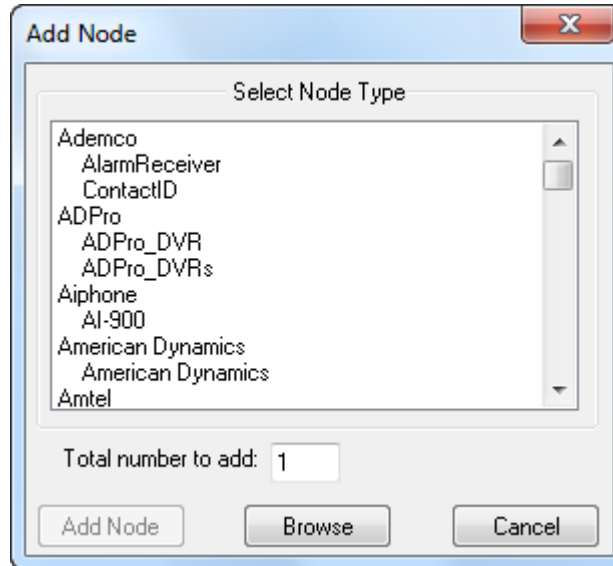 Add Node
Select Node Type
Ademco
AlarmReceiver
ContactID
ADPro
ADPro_DVR
ADPro_DVRs
Aiphone
AI-900
American Dynamics
American Dynamics
Amtel
Total number to add: 1
Add Node Browse Cancel